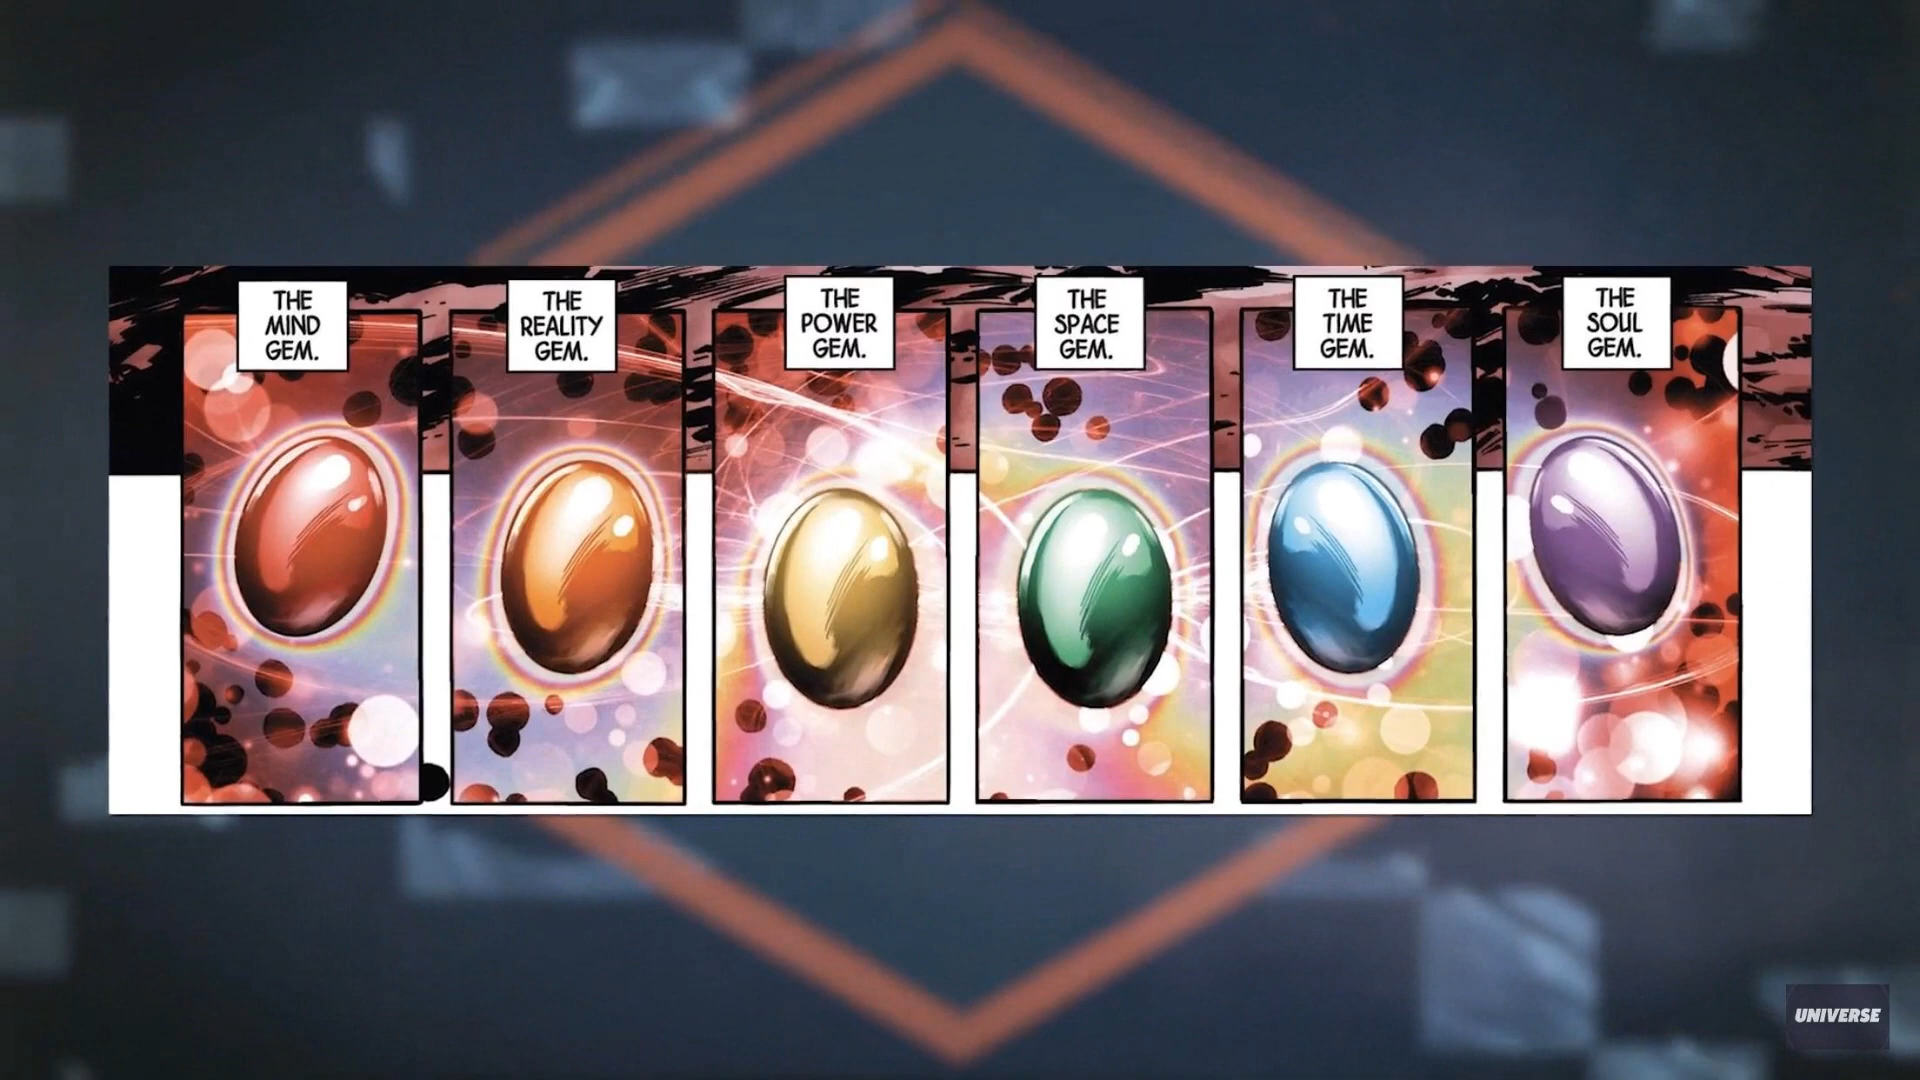 THE
MIND
GEM.
THE
REALITY
GEM.
THE
POWER
GEM.
THE
SPACE
GEM.
THE
TIME
GEM.
THE
SOUL
GEM.
UNIVERSE